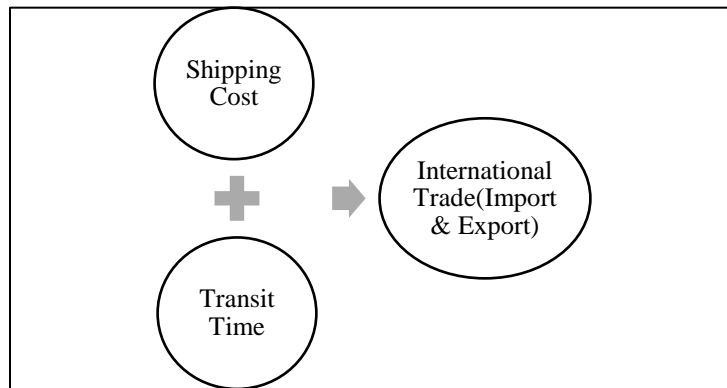 Shipping
Cost
International
Trade(Import
& Export)
Transit
Time